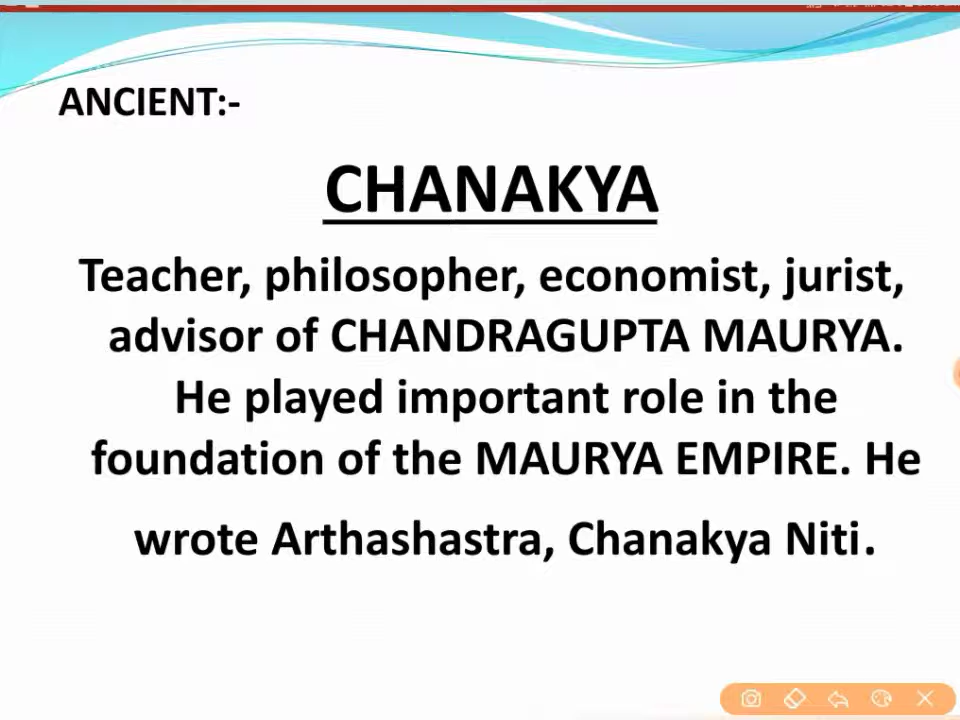 ANCIENT:-
CHANAKYA
Teacher, philosopher, economist, jurist,
advisor of CHANDRAGUPTA MAURYA.
He played important role in the
foundation of the MAURYA EMPIRE. He
wrote Arthashastra, Chanakya Niti.